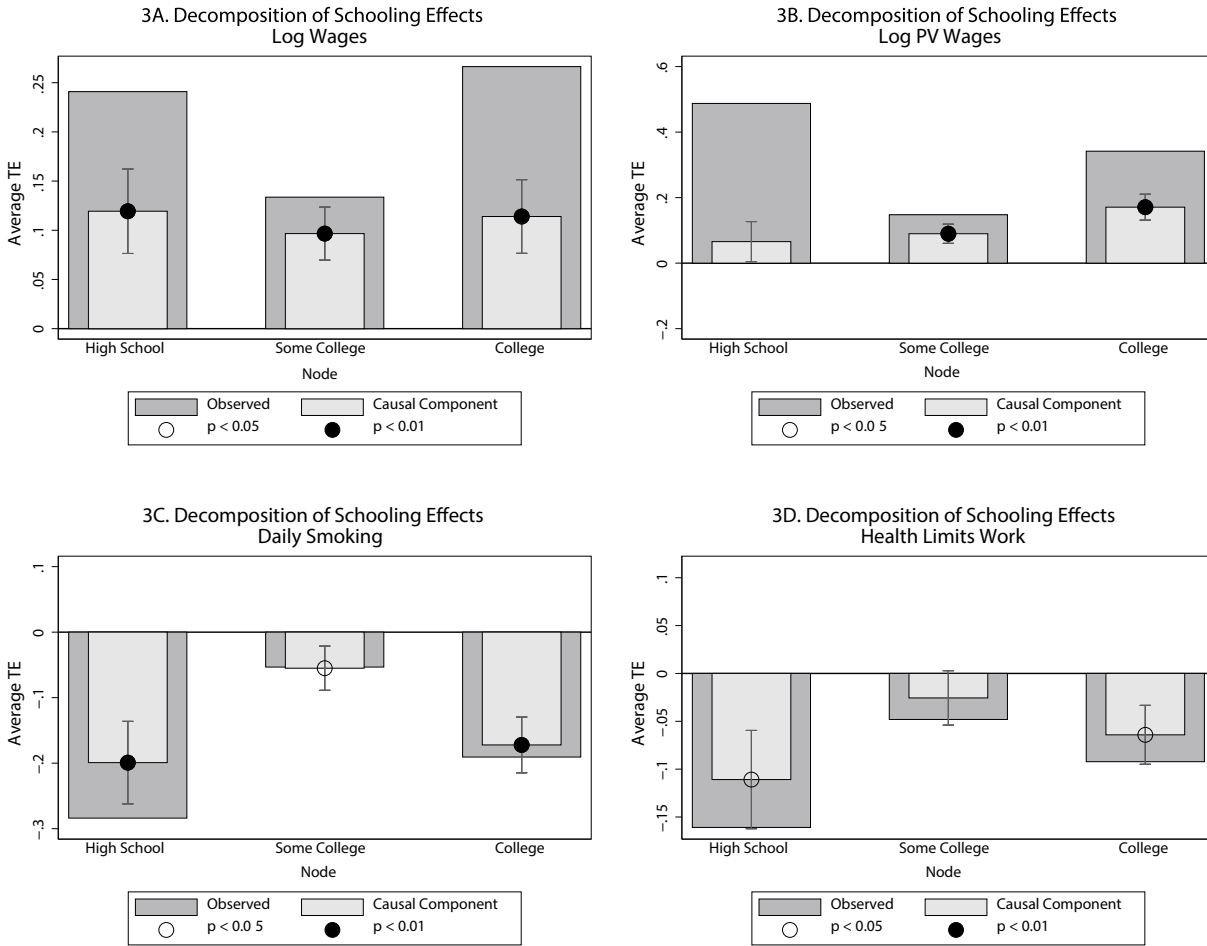 3A. Decomposition of Schooling Effects
Log Wages
Average TE
.25
.2
.15
.1
.05
0
High School Some College College
Node
Observed Causal Component
p < 0.05 p < 0.01
3B. Decomposition of Schooling Effects
Log PV Wages
Average TE
.6
.4
.2
0
−.2
High School Some College College
Node
Observed Causal Component
p < 0.0 5 p < 0.01
3C. Decomposition of Schooling Effects
Daily Smoking
Average TE
.1
0
−.1
−.2
−.3
High School Some College College
Node
Observed Causal Component
p < 0.0 5 p < 0.01
3D. Decomposition of Schooling Effects
Health Limits Work
Average TE
.1
.05
0
−.05
−.1
−.15
High School Some College College
Node
Observed Causal Component
p < 0.05 p < 0.01